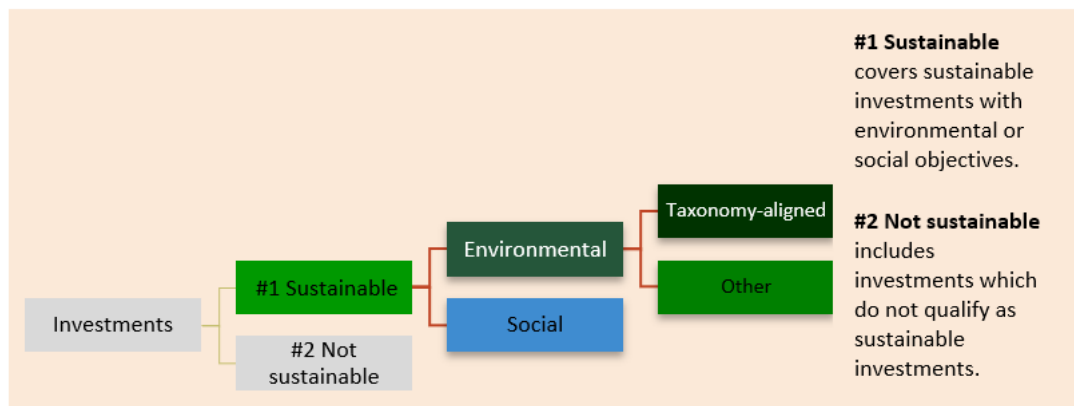 Investments
#1 Sustainable
#2 Not
sustainable
Environmental
Social
Taxonomy-aligned
Other
#1 Sustainable
covers sustainable
investments with
environmental or
social objectives.
#2 Not sustainable
includes
investments which
do not qualify as
sustainable
investments.